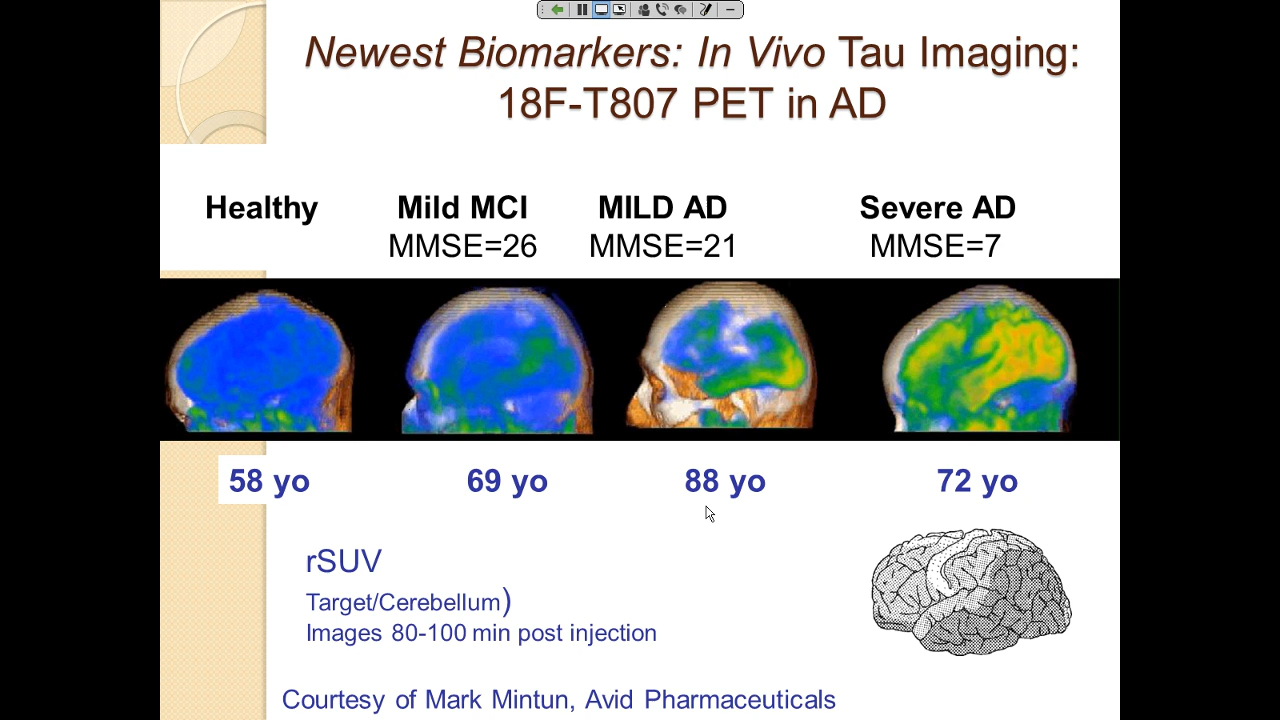 Newest Biomarkers: In Vivo Tau Imaging:
18F-T807 PET in AD
Healthy
Mild MCI
MMSE=26
MILD AD
MMSE=21
Severe AD
MMSE=7
58 yo
69 yo
88 yo
72 yo
rSUV
Target/Cerebellum)
Images 80-100 min post injection
Courtesy of Mark Mintun, Avid Pharmaceuticals